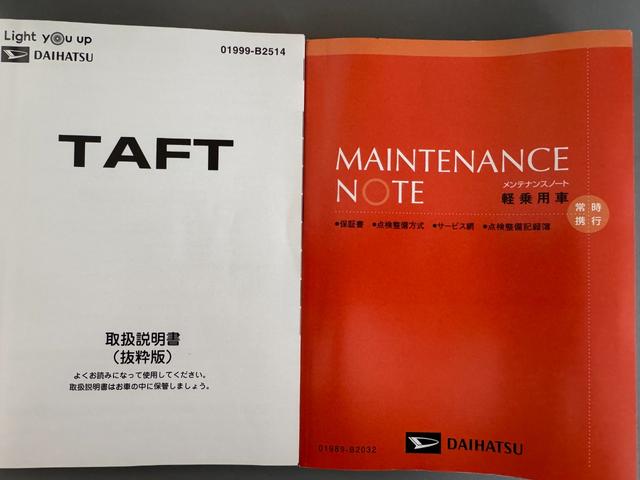 Light you up
DAIHATSU
01999-B2514
TAFT
取扱説明書
（抜粋版）
よくお読みになって使用してください。
取扱説明書はお車の中に保管しましょう。
MAINTENANCE
NOTE
メンテナンスノート
軽乗用車
常時
携行
●保証書 ●点検整備方式 ●サービス網 ●点検整備記録簿
01989-B2032
DAIHATSU